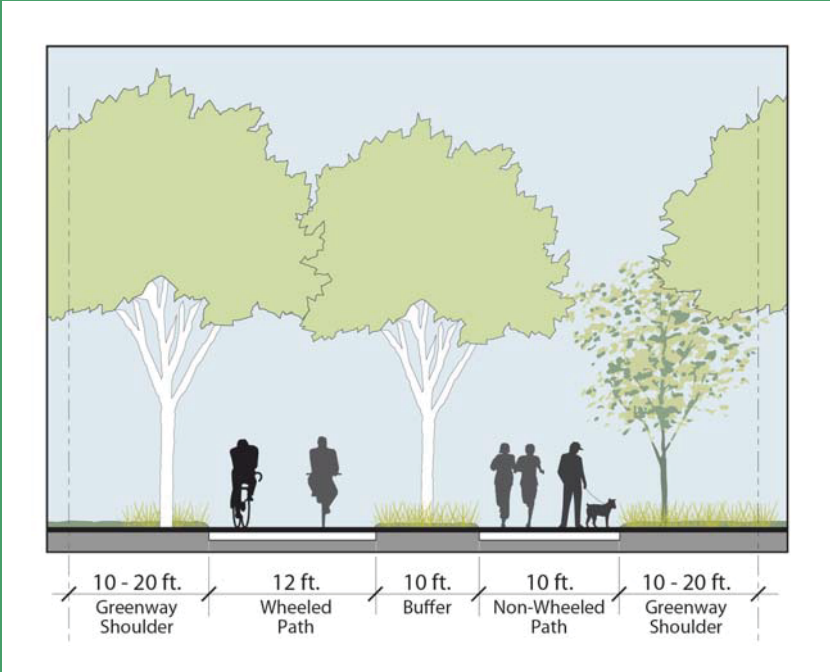 10 - 20 ft.
Greenway
Shoulder
12 ft.
Wheeled
Path
10 ft.
Buffer
10 ft.
Non-Wheeled
Path
10 - 20 ft.
Greenway
Shoulder